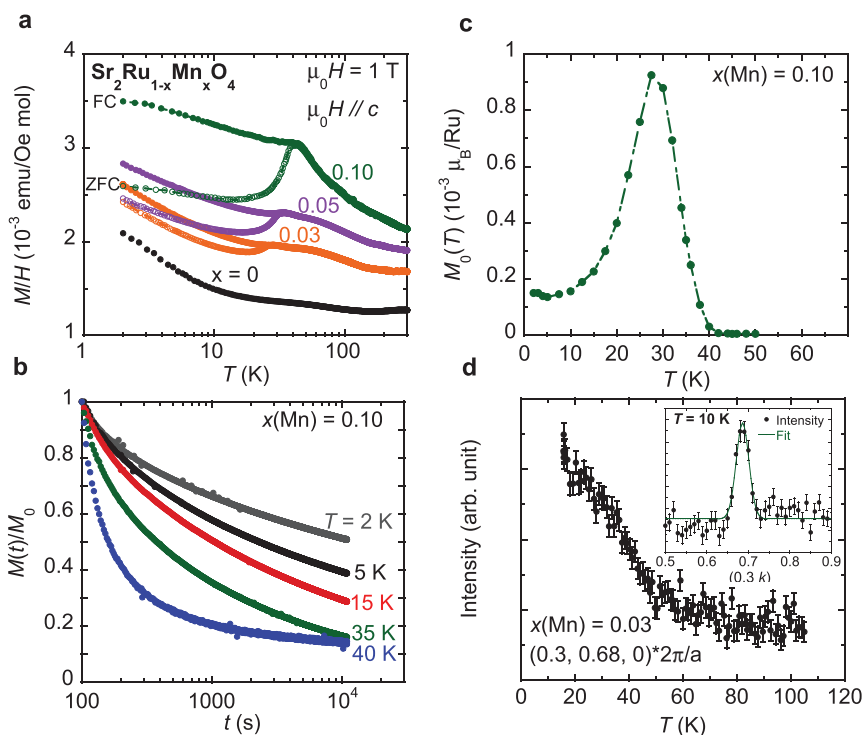 a
Sr₂Ru₁₋ₓMnₓO₄
μ₀H = 1 T
μ₀H // c
FC
ZFC
0.10
0.05
0.03
x = 0
4
3
2
1
M/H (10⁻³ emu/Oe mol)
10
100
T (K)
b
x(Mn) = 0.10
T = 2 K
5 K
15 K
35 K
40 K
1
0.8
0.6
0.4
0.2
0
M(t)/M₀
100
1000
10⁴
t (s)
c
x(Mn) = 0.10
1
0.8
0.6
0.4
0.2
0
M₀(T) (10⁻³ μ_B/Ru)
0 10 20 30 40 50 60
T (K)
d
T = 10 K
Intensity
Fit
0.5 0.6 0.7 0.8 0.9
(0.3 k)
x(Mn) = 0.03
(0.3, 0.68, 0)*2π/a
Intensity (arb. unit)
0 20 40 60 80 100 120
T (K)